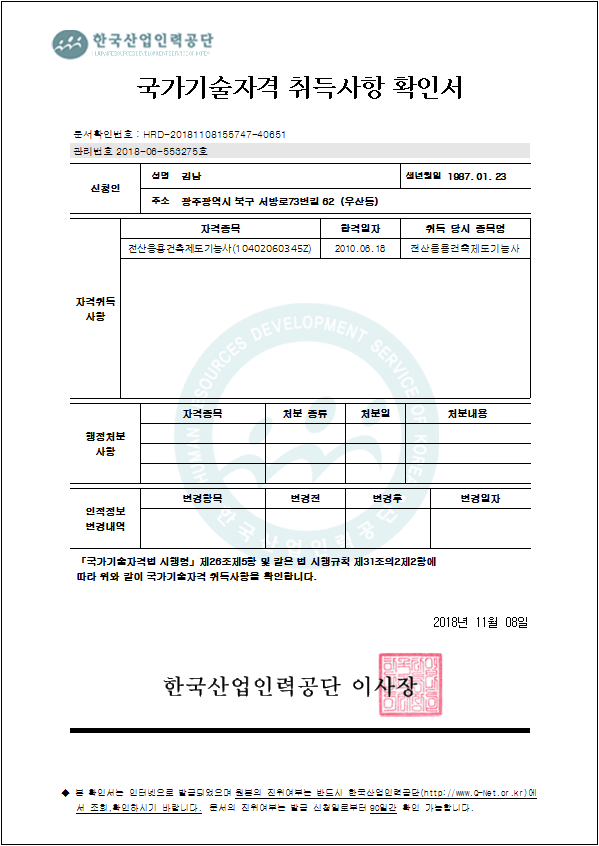 한국산업인력공단
HUMAN RESOURCES DEVELOPMENT SERVICE OF KOREA
국가기술자격 취득사항 확인서
문서확인번호 : HRD-20181108155747-40651
관리번호 2018-06-553275호
신청인
성명 김남
생년월일 1987. 01. 23
주소 광주광역시 북구 서방로73번길 62 (우산동)
자격취득
사항
자격종목 합격일자 취득 당시 종목명
전산응용건축제도기능사(10402060345Z) 2010.06.18 전산응용건축제도기능사
행정처분
사항
자격종목 처분 종류 처분일 처분내용
인적정보
변경내역
변경항목 변경전 변경후 변경일자
HUMAN RESOURCES DEVELOPMENT SERVICE OF KOREA
한국산업인력공단
「국가기술자격법 시행령」제26조제5항 및 같은 법 시행규칙 제31조의2제2항에
따라 위와 같이 국가기술자격 취득사항을 확인합니다.
2018년 11월 08일
한국산업인력공단 이사장
◆ 본 확인서는 인터넷으로 발급되었으며 원본의 진위여부는 반드시 한국산업인력공단(http://www.Q-Net.or.kr)에
서 조회,확인하시기 바랍니다. 문서의 진위여부는 발급 신청일로부터 90일간 확인 가능합니다.